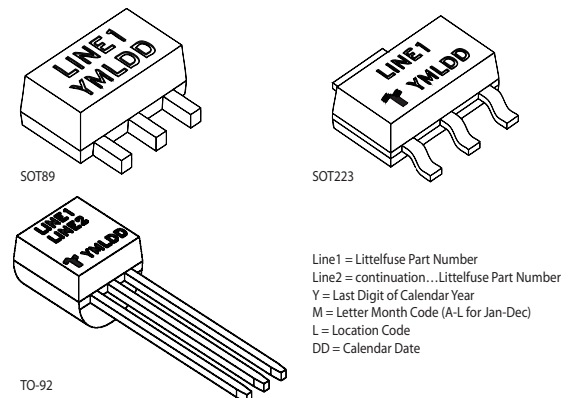 LINE1
YMLDD
SOT89
LINE1
YMLDD
SOT223
LINE1
LINE2
YMLDD
TO-92
Line1 = Littelfuse Part Number
Line2 = continuation…Littelfuse Part Number
Y = Last Digit of Calendar Year
M = Letter Month Code (A-L for Jan-Dec)
L = Location Code
DD = Calendar Date